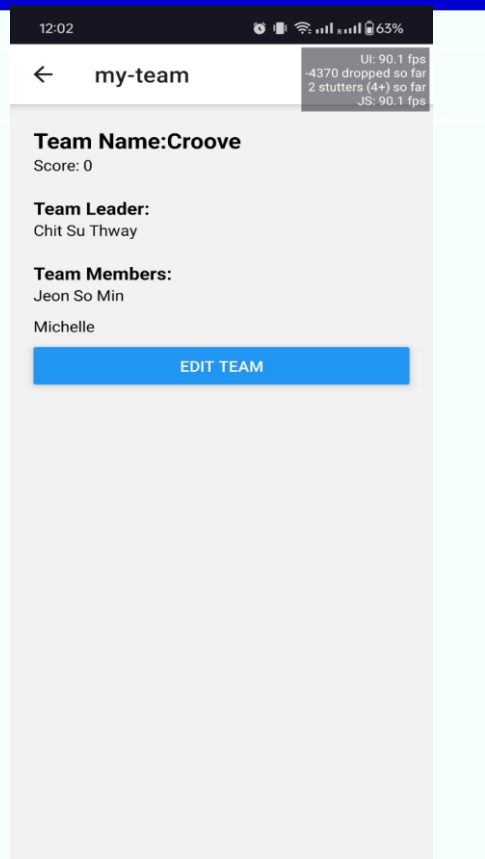 12:02
63%
UI: 90.1 fps
-4370 dropped so far
2 stutters (4+) so far
JS: 90.1 fps
← my-team
Team Name:Croove
Score: 0
Team Leader:
Chit Su Thway
Team Members:
Jeon So Min
Michelle
EDIT TEAM